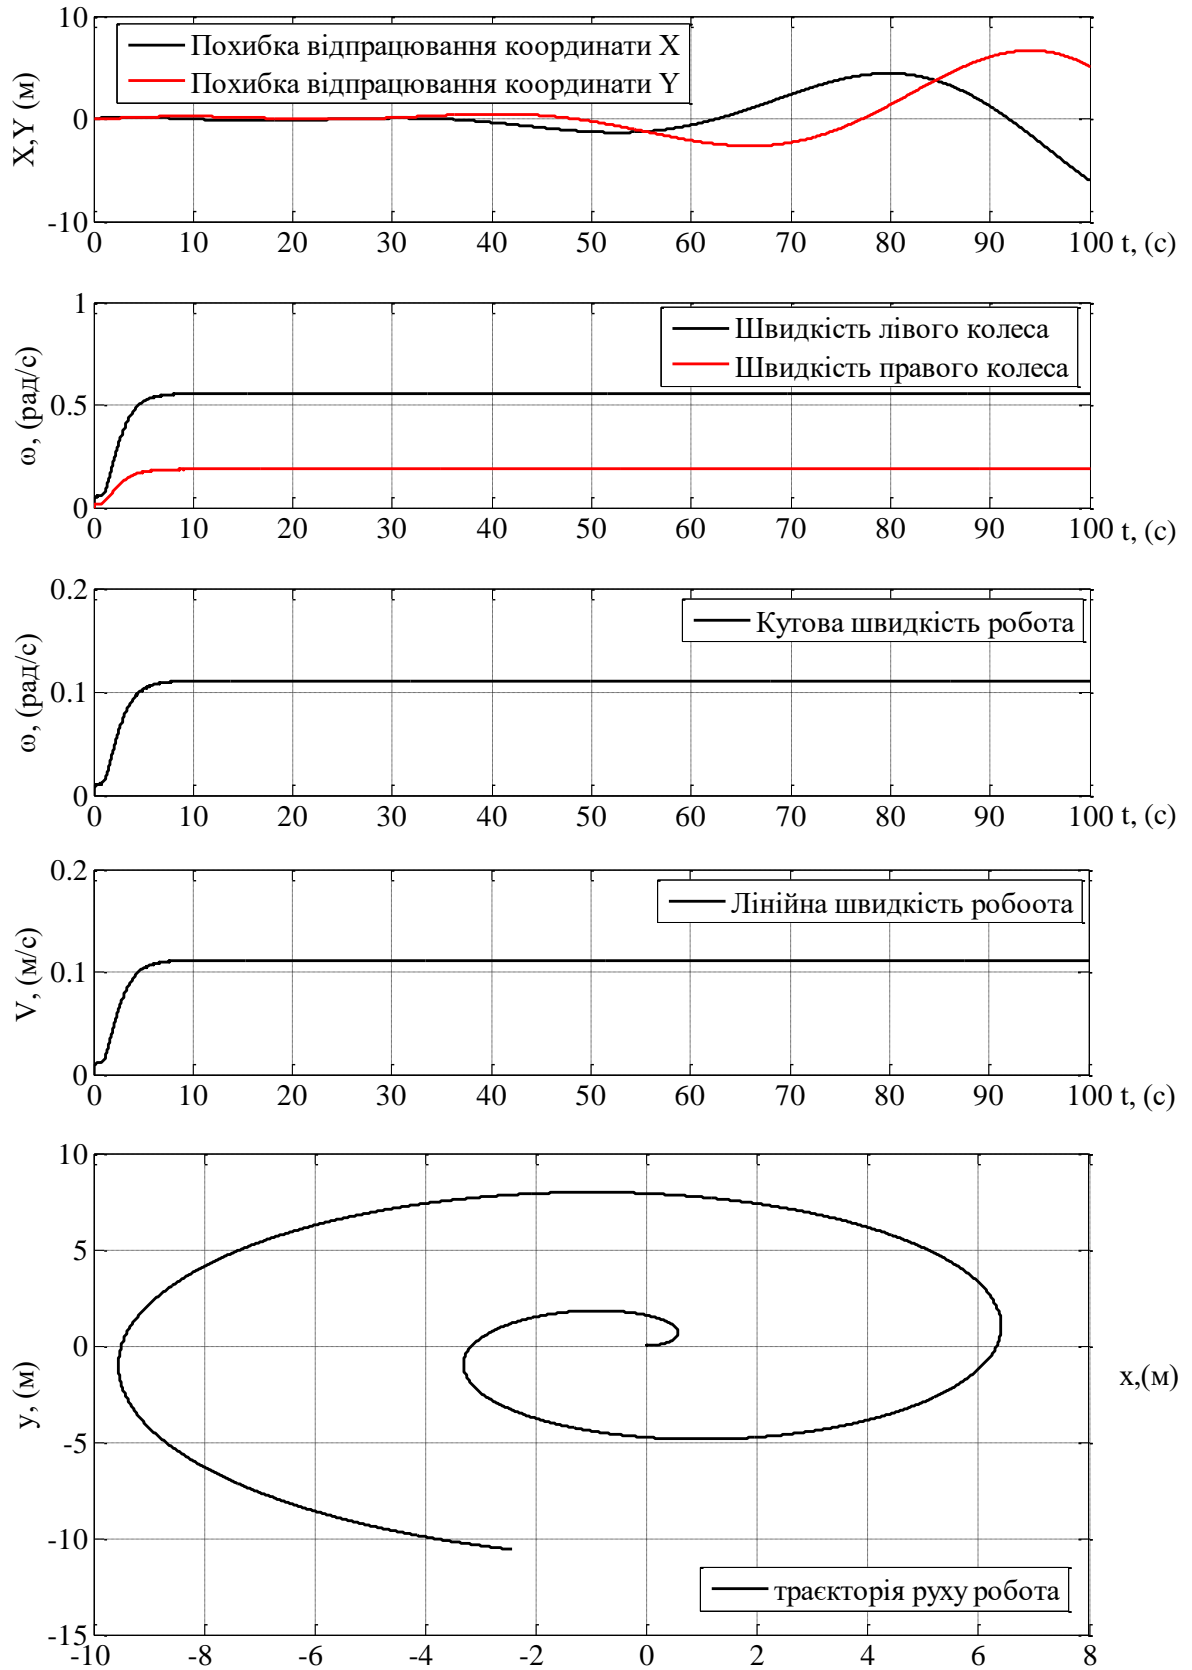 10
Похибка відпрацювання координати X
Похибка відпрацювання координати Y
0
-10
X,Y (м)
0 10 20 30 40 50 60 70 80 90 100 t, (с)
1
Швидкість лівого колеса
Швидкість правого колеса
0.5
0
ω, (рад/с)
0 10 20 30 40 50 60 70 80 90 100 t, (с)
0.2
Кутова швидкість робота
0.1
0
ω, (рад/с)
0 10 20 30 40 50 60 70 80 90 100 t, (с)
0.2
Лінійна швидкість робоота
0.1
0
V, (м/с)
0 10 20 30 40 50 60 70 80 90 100 t, (с)
10
5
0
x,(м)
y, (м)
-5
-10
траєкторія руху робота
-15
-10 -8 -6 -4 -2 0 2 4 6 8